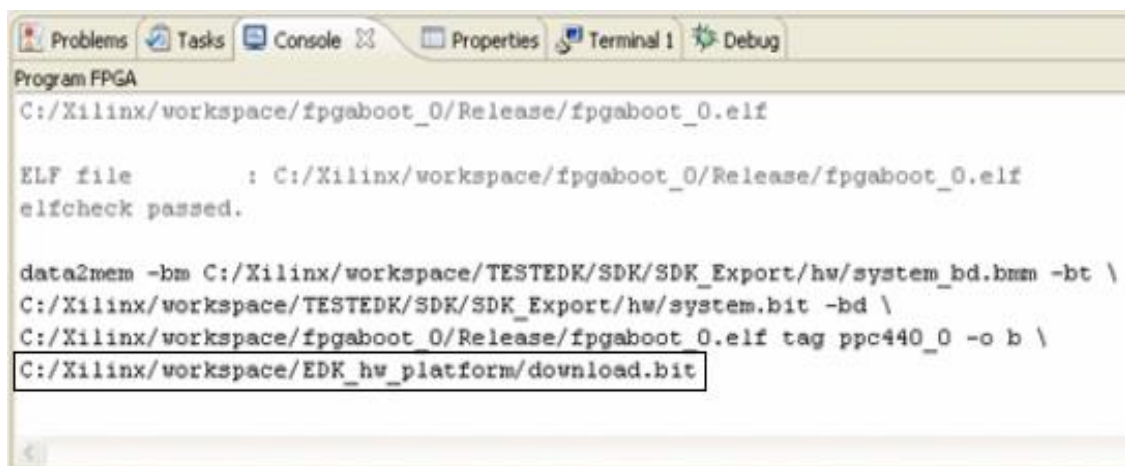 Problems Tasks Console Properties Terminal 1 Debug
Program FPGA
C:/Xilinx/workspace/fpgaboot_0/Release/fpgaboot_0.elf
ELF file : C:/Xilinx/workspace/fpgaboot_0/Release/fpgaboot_0.elf
elfcheck passed.
data2mem -bm C:/Xilinx/workspace/TESTEDK/SDK/SDK_Export/hw/system_bd.bmm -bt \
C:/Xilinx/workspace/TESTEDK/SDK/SDK_Export/hw/system.bit -bd \
C:/Xilinx/workspace/fpgaboot_0/Release/fpgaboot_0.elf tag ppc440_0 -o b \
C:/Xilinx/workspace/EDK_hw_platform/download.bit